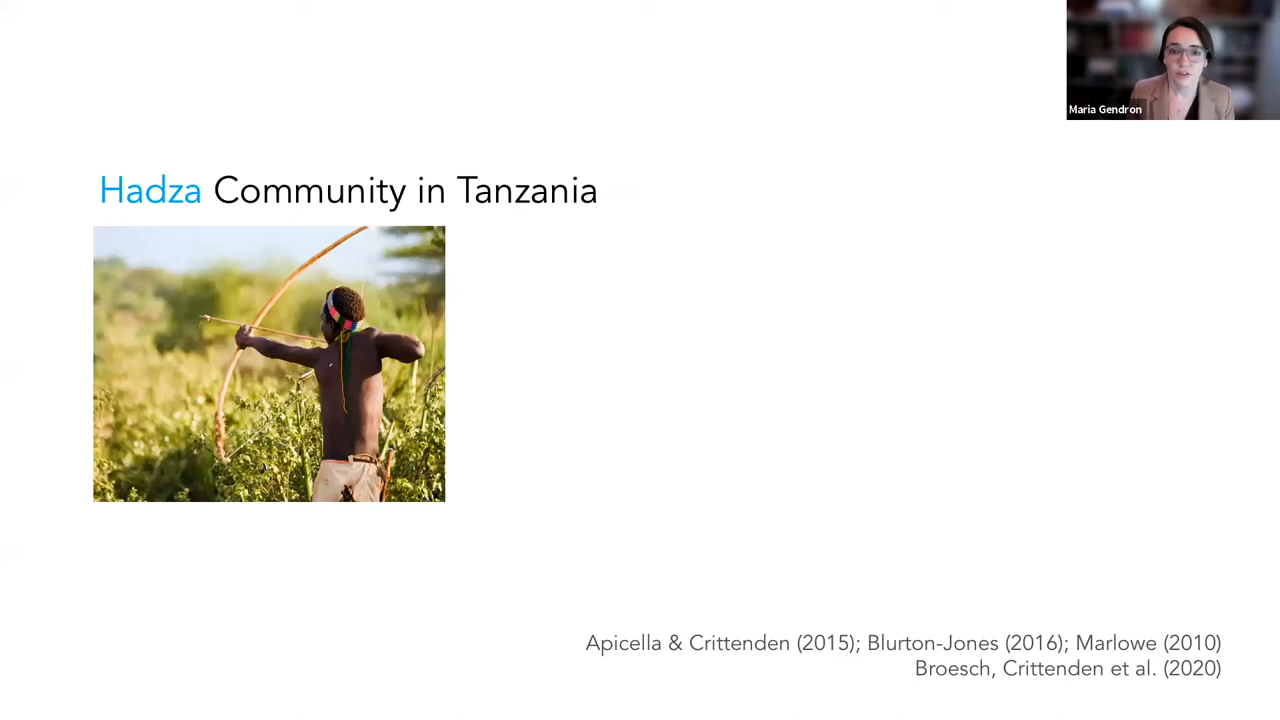 Maria Gendron
Hadza Community in Tanzania
Apicella & Crittenden (2015); Blurton-Jones (2016); Marlowe (2010)
Broesch, Crittenden et al. (2020)